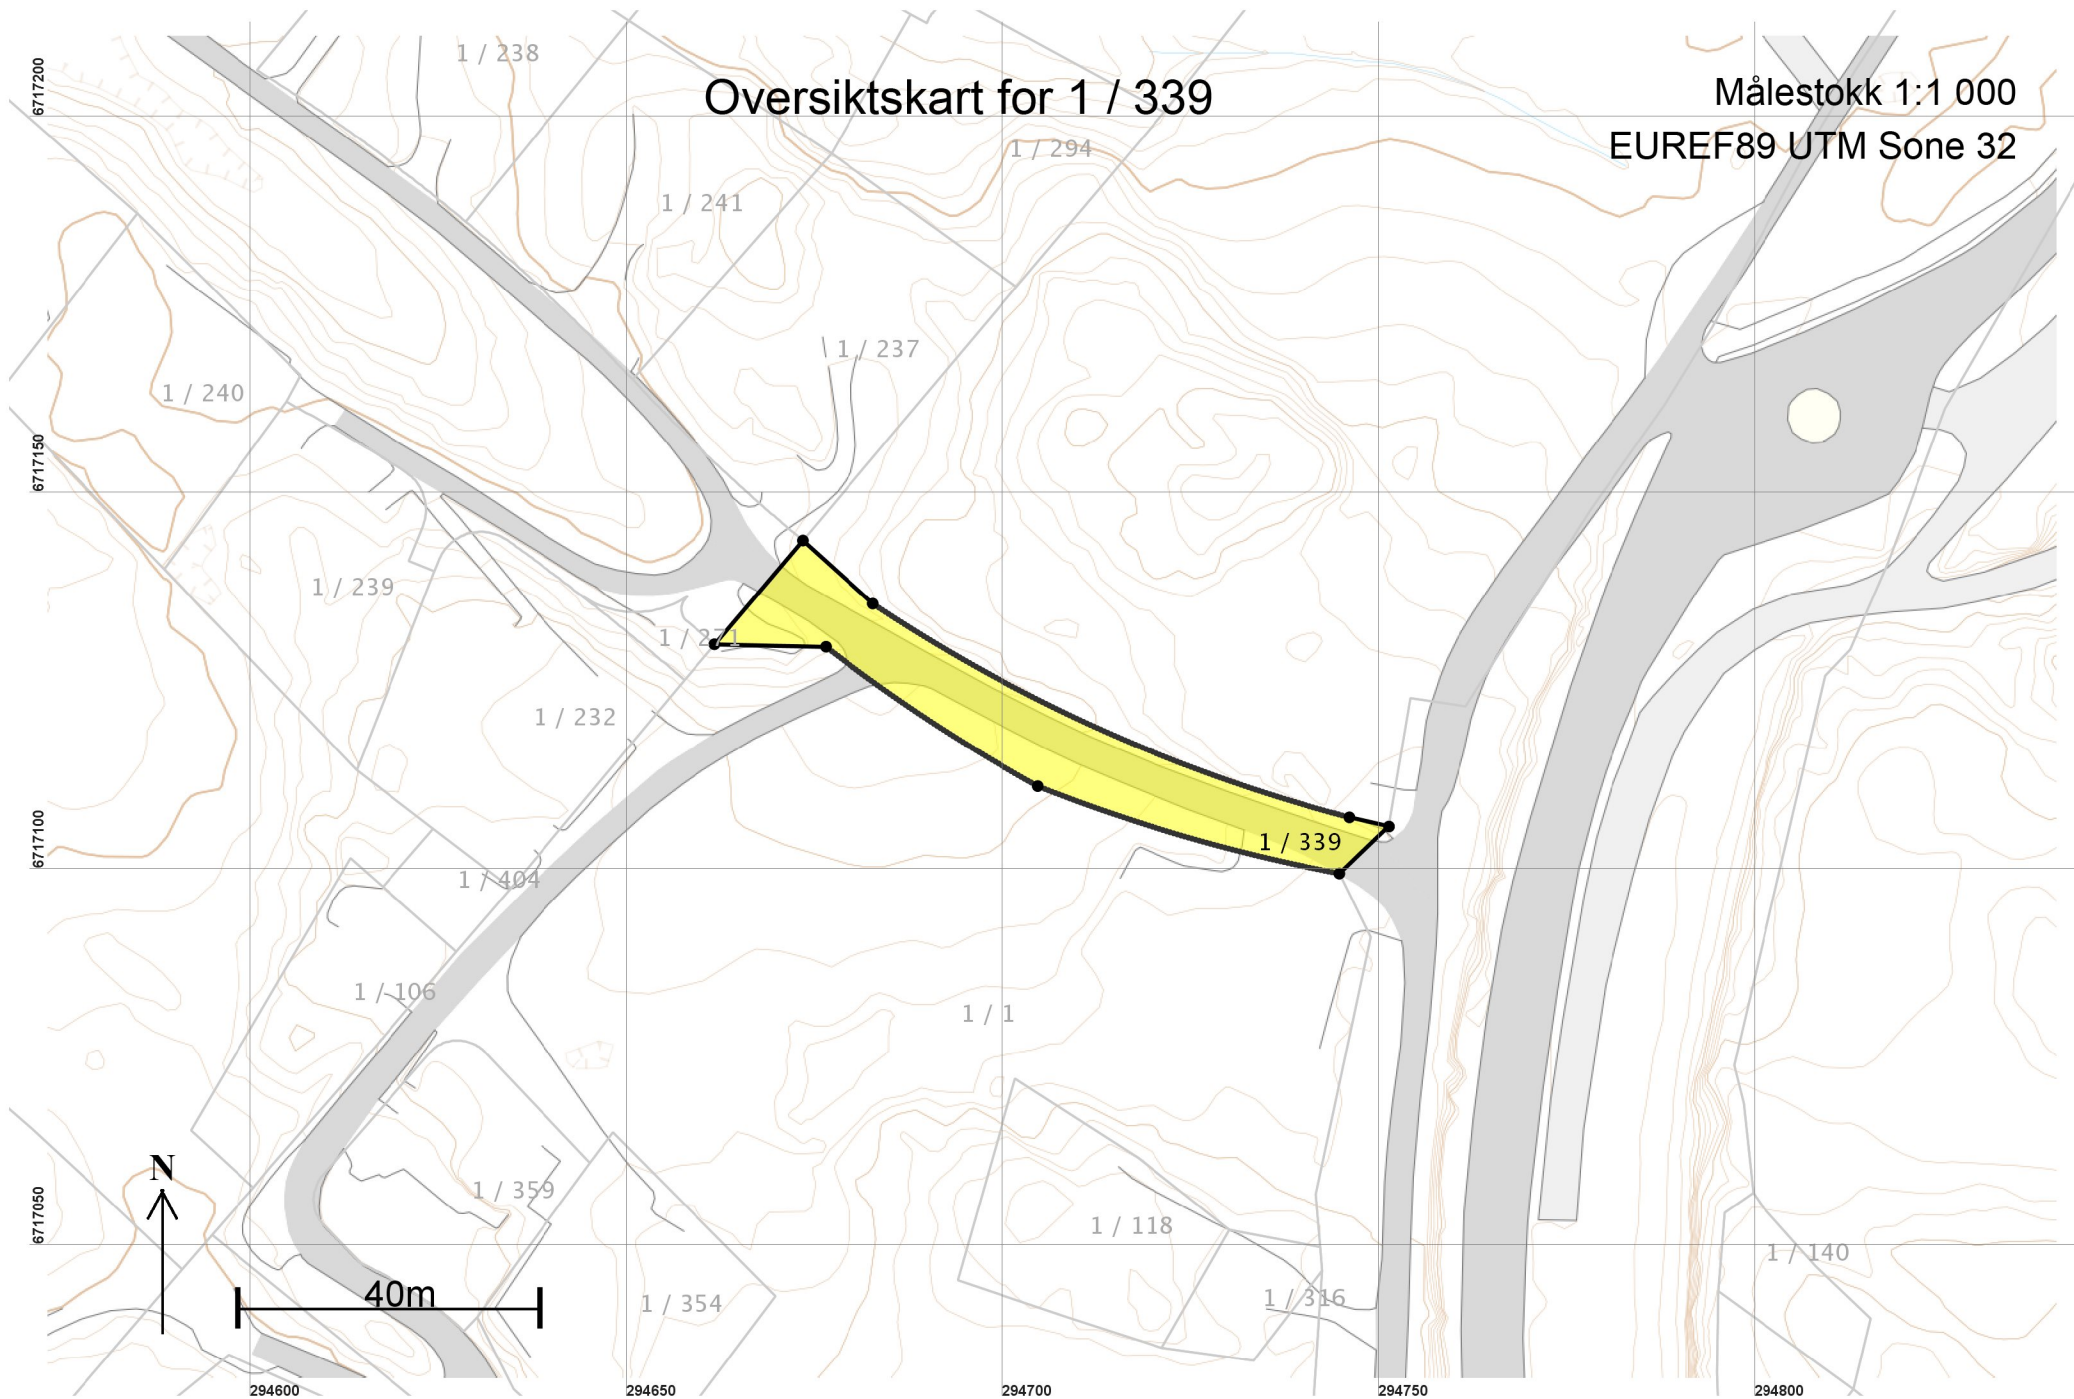 1 / 238
6717200
Oversiktskart for 1 / 339
Målestokk 1:1 000
EUREF89 UTM Sone 32
1 / 294
1 / 241
1 / 237
1 / 240
6717150
1 / 239
1 / 271
1 / 232
6717100
1 / 339
1 / 404
1 / 106
1 / 1
N
1 / 359
6717050
1 / 118
1 / 140
40m
1 / 354
1 / 316
294600
294650
294700
294750
294800